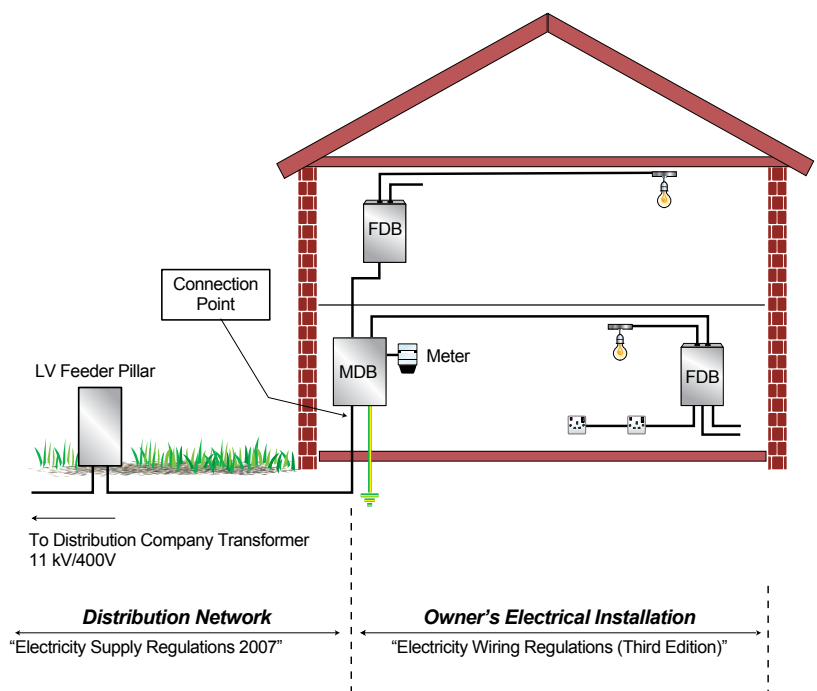 FDB
Connection
Point
MDB
Meter
LV Feeder Pillar
FDB
To Distribution Company Transformer
11 kV/400V
Distribution Network
Owner's Electrical Installation
“Electricity Supply Regulations 2007”
“Electricity Wiring Regulations (Third Edition)”